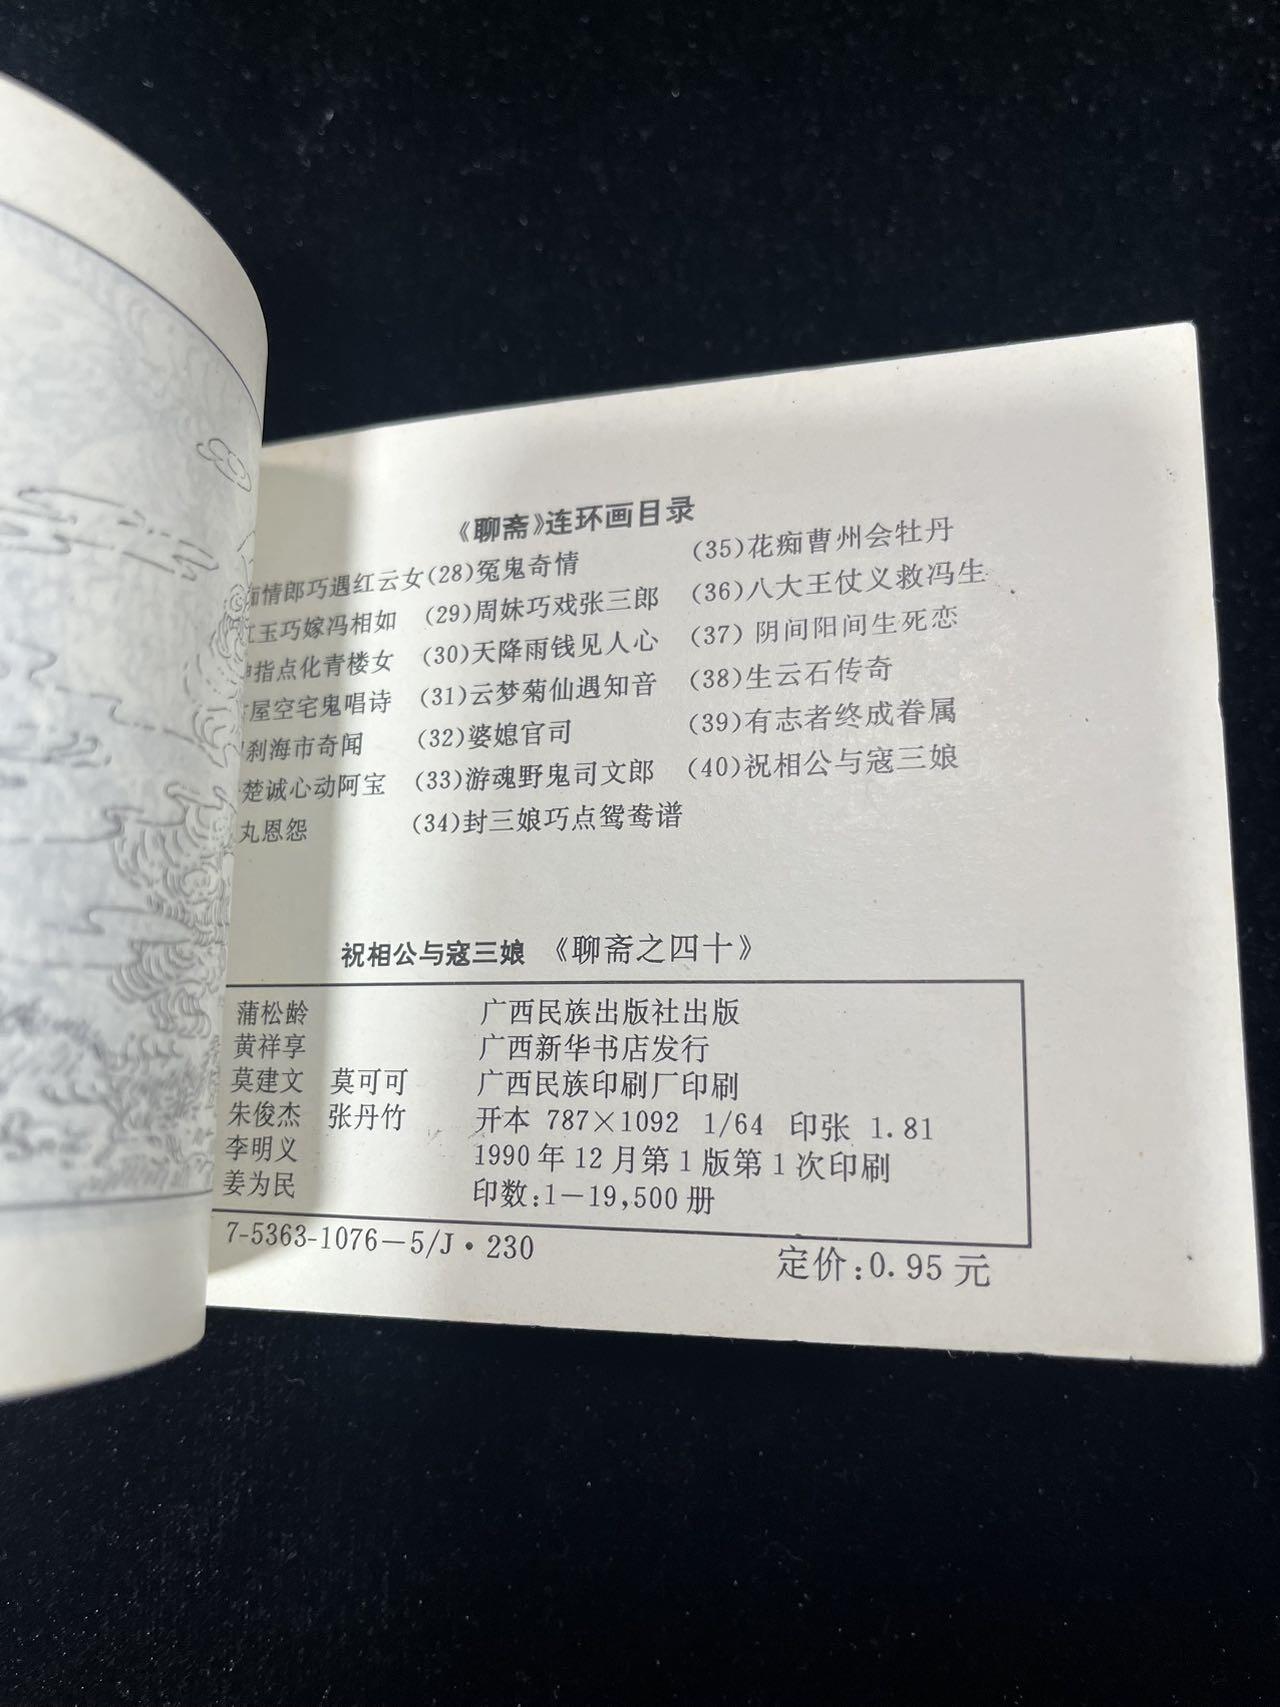 《聊斋》连环画目录
痴情郎巧遇红云女
红玉巧嫁冯相如
指点化青楼女
屋空宅鬼唱诗
刹海市奇闻
楚诚心动阿宝
丸恩怨
(28)冤鬼奇情
(29)周妹巧戏张三郎
(30)天降雨钱见人心
(31)云梦菊仙遇知音
(32)婆媳官司
(33)游魂野鬼司文郎
(34)封三娘巧点鸳鸯谱
(35)花痴曹州会牡丹
(36)八大王仗义救冯生
(37)阴间阳间生死恋
(38)生云石传奇
(39)有志者终成眷属
(40)祝相公与寇三娘
祝相公与寇三娘 《聊斋之四十》
蒲松龄
黄祥享
莫建文 莫可可
朱俊杰 张丹竹
李明义
姜为民
广西民族出版社出版
广西新华书店发行
广西民族印刷厂印刷
开本 787×1092 1/64 印张 1.81
1990年12月第1版第1次印刷
印数:1—19,500册
7-5363-1076-5/J·230
定价:0.95元